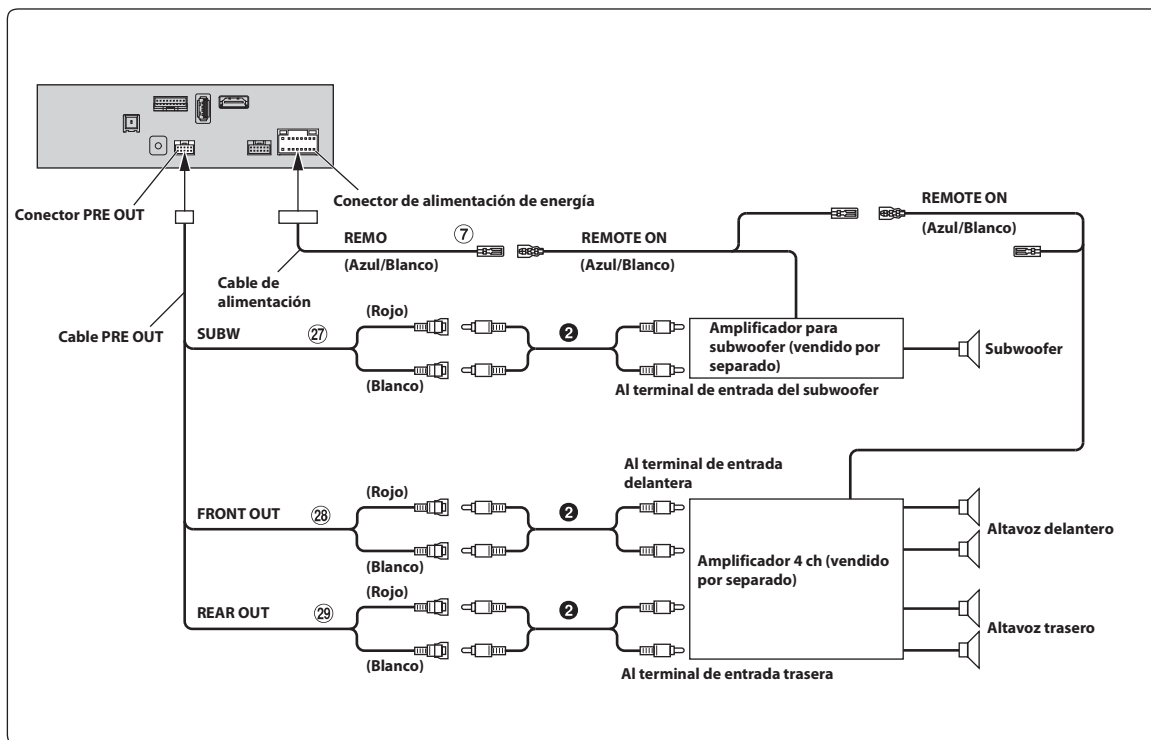 Conector PRE OUT
Conector de alimentación de energía
REMOTE ON
(Azul/Blanco)
REMO
⑦
REMOTE ON
(Azul/Blanco)
(Azul/Blanco)
Cable de
alimentación
Cable PRE OUT
SUBW
㉗
(Rojo)
(Blanco)
❷
Amplificador para
subwoofer (vendido por
separado)
Subwoofer
Al terminal de entrada del subwoofer
Al terminal de entrada
delantera
FRONT OUT
㉘
(Rojo)
(Blanco)
❷
Amplificador 4 ch (vendido
por separado)
Altavoz delantero
REAR OUT
㉙
(Rojo)
(Blanco)
❷
Altavoz trasero
Al terminal de entrada trasera